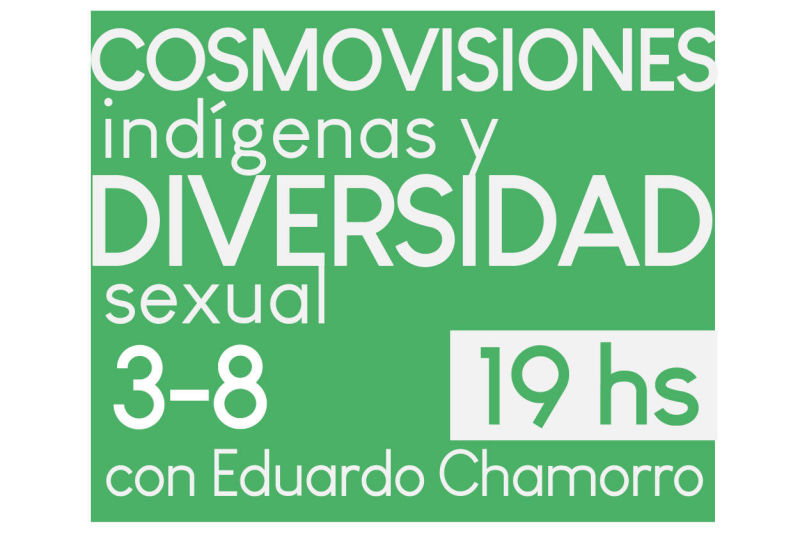 COSMOVISIONES
indígenas y
DIVERSIDAD
sexual
3-8
19 hs
con Eduardo Chamorro